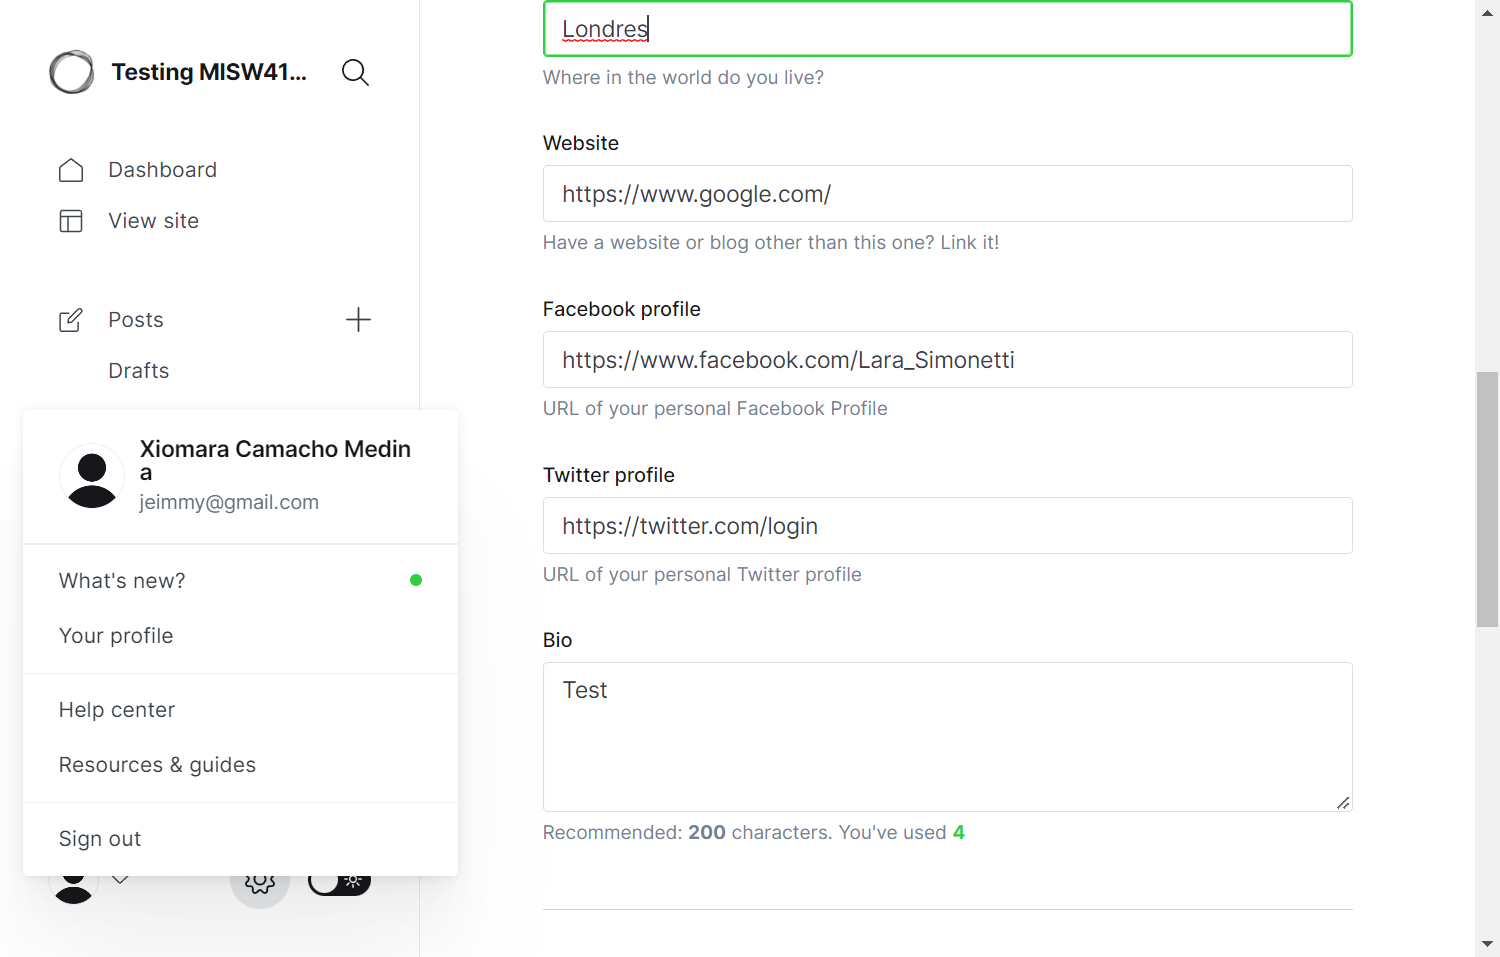 Testing MISW41...
Dashboard
View site
Posts
Drafts
Xiomara Camacho Medin
a
jeimmy@gmail.com
What's new?
Your profile
Help center
Resources & guides
Sign out
Londres
Where in the world do you live?
Website
https://www.google.com/
Have a website or blog other than this one? Link it!
Facebook profile
https://www.facebook.com/Lara_Simonetti
URL of your personal Facebook Profile
Twitter profile
https://twitter.com/login
URL of your personal Twitter profile
Bio
Test
Recommended: 200 characters. You've used 4